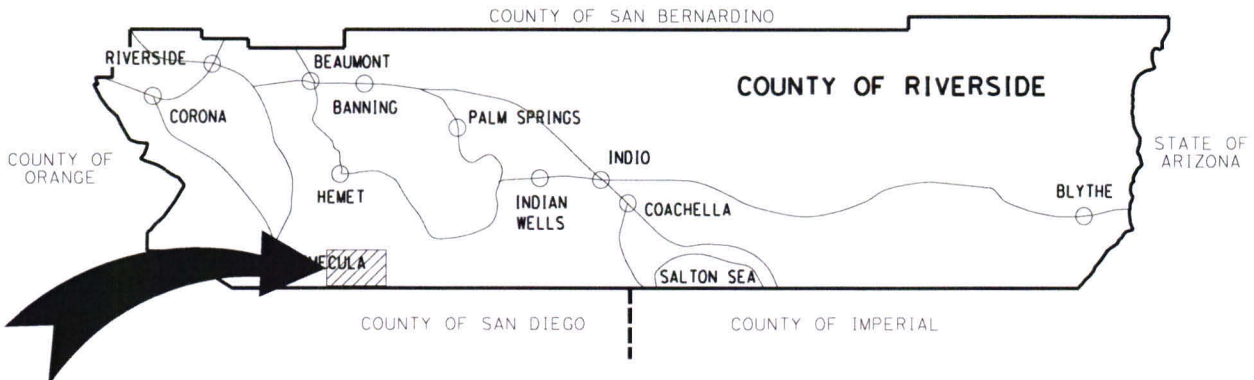 COUNTY OF SAN BERNARDINO
RIVERSIDE
BEAUMONT
COUNTY OF RIVERSIDE
BANNING
CORONA
PALM SPRINGS
COUNTY OF
ORANGE
STATE OF
ARIZONA
INDIO
HEMET
INDIAN
WELLS
COACHELLA
BLYTHE
MECULA
SALTON SEA
COUNTY OF SAN DIEGO
COUNTY OF IMPERIAL